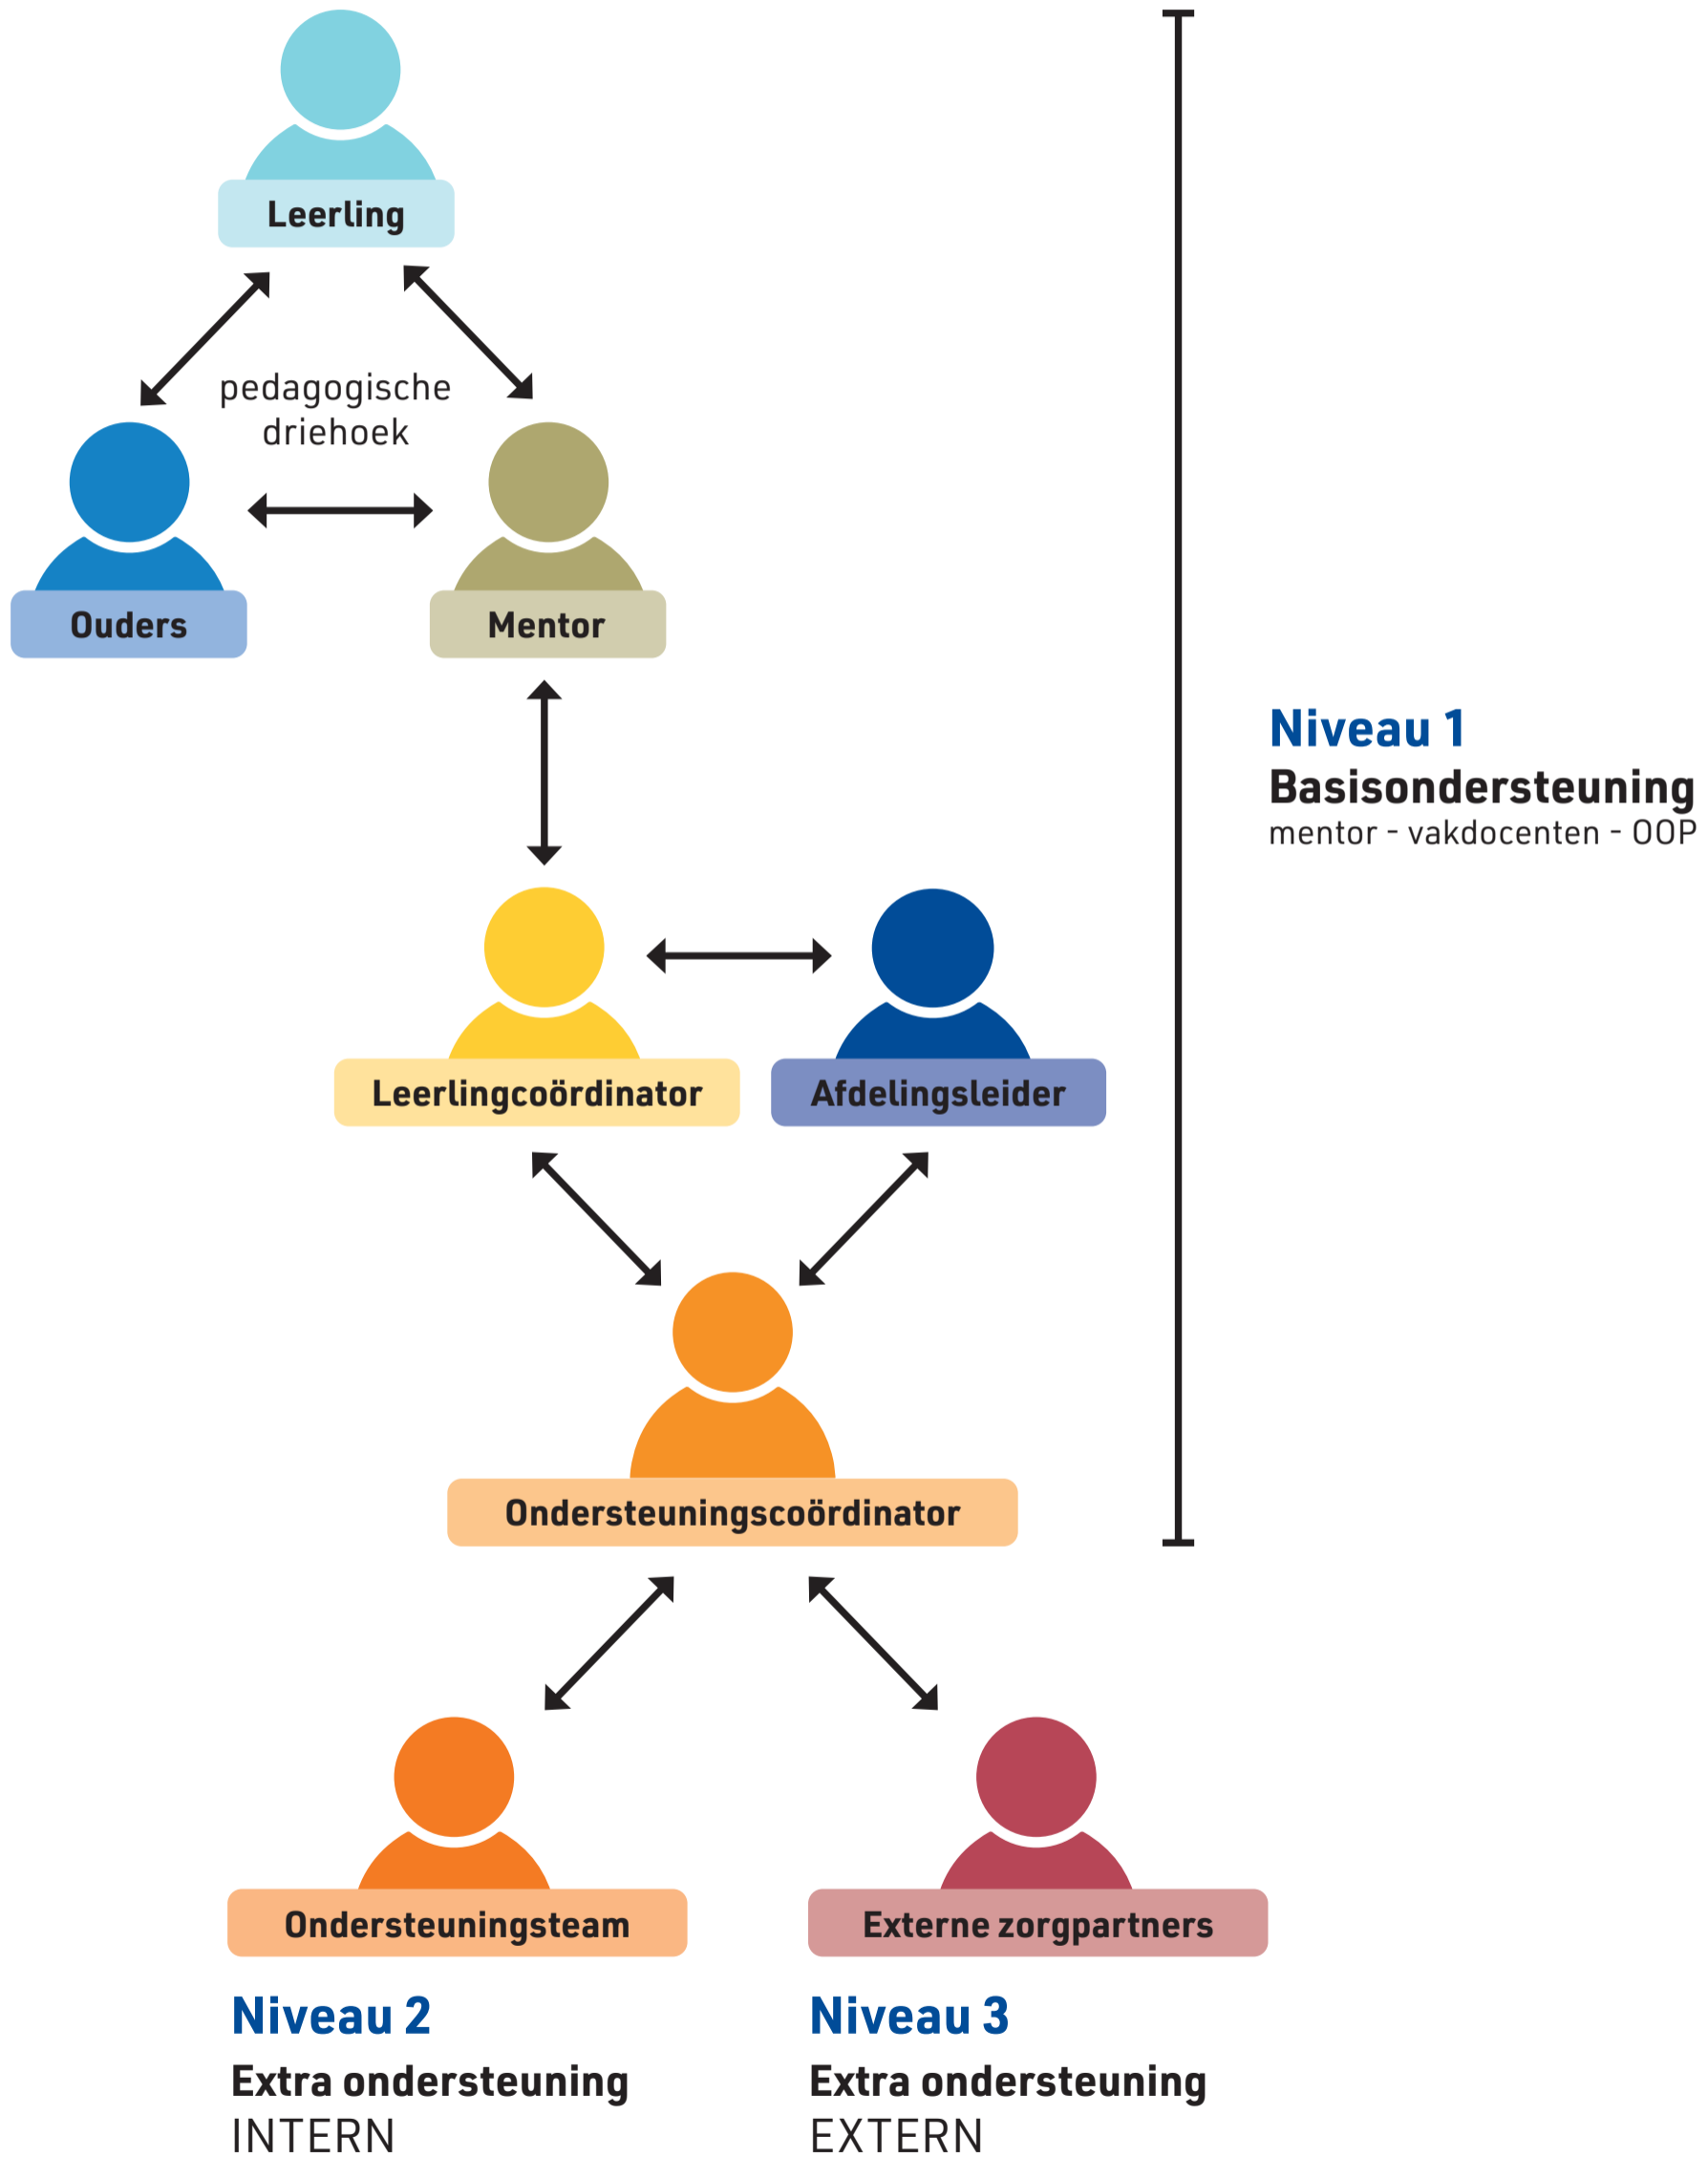 Leerling
pedagogische
driehoek
Ouders
Mentor
Niveau 1
Basisondersteuning
mentor - vakdocenten - OOP
Leerlingcoördinator
Afdelingsleider
Ondersteuningscoördinator
Ondersteuningsteam
Externe zorgpartners
Niveau 2
Extra ondersteuning
INTERN
Niveau 3
Extra ondersteuning
EXTERN